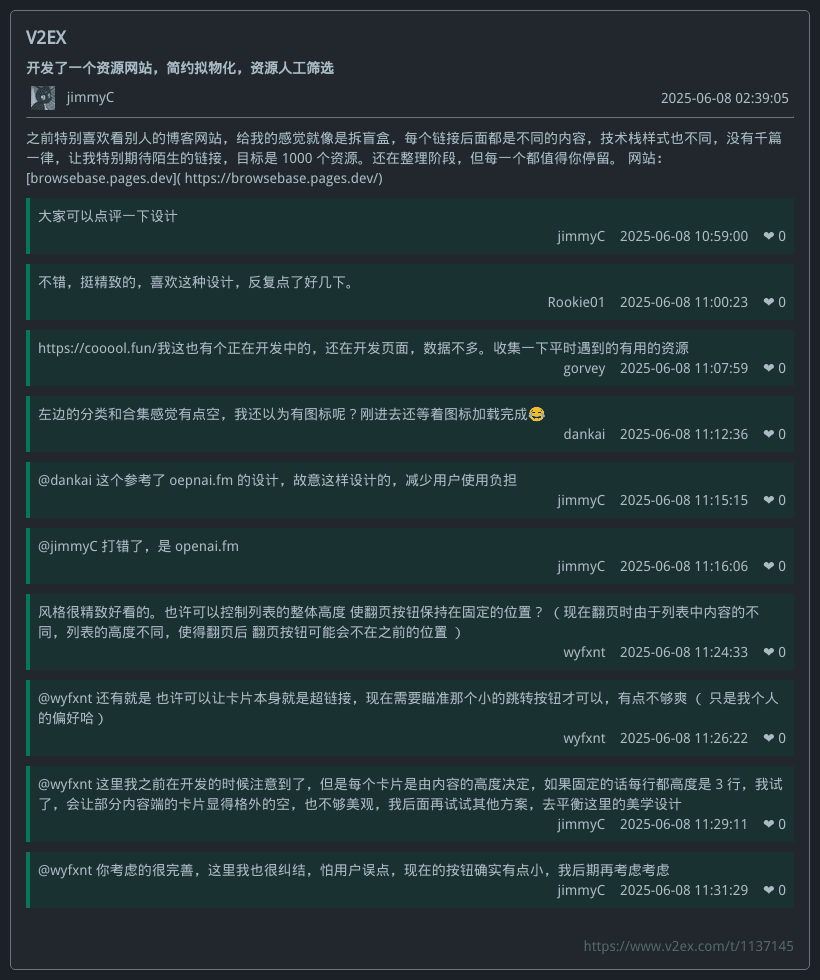 V2EX
开发了一个资源网站，简约拟物化，资源人工筛选
jimmyC 2025-06-08 02:39:05
之前特别喜欢看别人的博客网站，给我的感觉就像是拆盲盒，每个链接后面都是不同的内容，技术栈样式也不同，没有千篇
一律，让我特别期待陌生的链接，目标是 1000 个资源。还在整理阶段，但每一个都值得你停留。 网站：
[browsebase.pages.dev]( https://browsebase.pages.dev/)
大家可以点评一下设计
jimmyC 2025-06-08 10:59:00 ❤ 0
不错，挺精致的，喜欢这种设计，反复点了好几下。
Rookie01 2025-06-08 11:00:23 ❤ 0
https://cooool.fun/我这也有个正在开发中的，还在开发页面，数据不多。收集一下平时遇到的有用的资源
gorvey 2025-06-08 11:07:59 ❤ 0
左边的分类和合集感觉有点空，我还以为有图标呢？刚进去还等着图标加载完成😂
dankai 2025-06-08 11:12:36 ❤ 0
@dankai 这个参考了 oepnai.fm 的设计，故意这样设计的，减少用户使用负担
jimmyC 2025-06-08 11:15:15 ❤ 0
@jimmyC 打错了，是 openai.fm
jimmyC 2025-06-08 11:16:06 ❤ 0
风格很精致好看的。也许可以控制列表的整体高度 使翻页按钮保持在固定的位置？ （现在翻页时由于列表中内容的不
同，列表的高度不同，使得翻页后 翻页按钮可能会不在之前的位置 ）
wyfxnt 2025-06-08 11:24:33 ❤ 0
@wyfxnt 还有就是 也许可以让卡片本身就是超链接，现在需要瞄准那个小的跳转按钮才可以，有点不够爽 （ 只是我个人
的偏好哈 ）
wyfxnt 2025-06-08 11:26:22 ❤ 0
@wyfxnt 这里我之前在开发的时候注意到了，但是每个卡片是由内容的高度决定，如果固定的话每行都高度是 3 行，我试
了，会让部分内容端的卡片显得格外的空，也不够美观，我后面再试试其他方案，去平衡这里的美学设计
jimmyC 2025-06-08 11:29:11 ❤ 0
@wyfxnt 你考虑的很完善，这里我也很纠结，怕用户误点，现在的按钮确实有点小，我后期再考虑考虑
jimmyC 2025-06-08 11:31:29 ❤ 0
https://www.v2ex.com/t/1137145